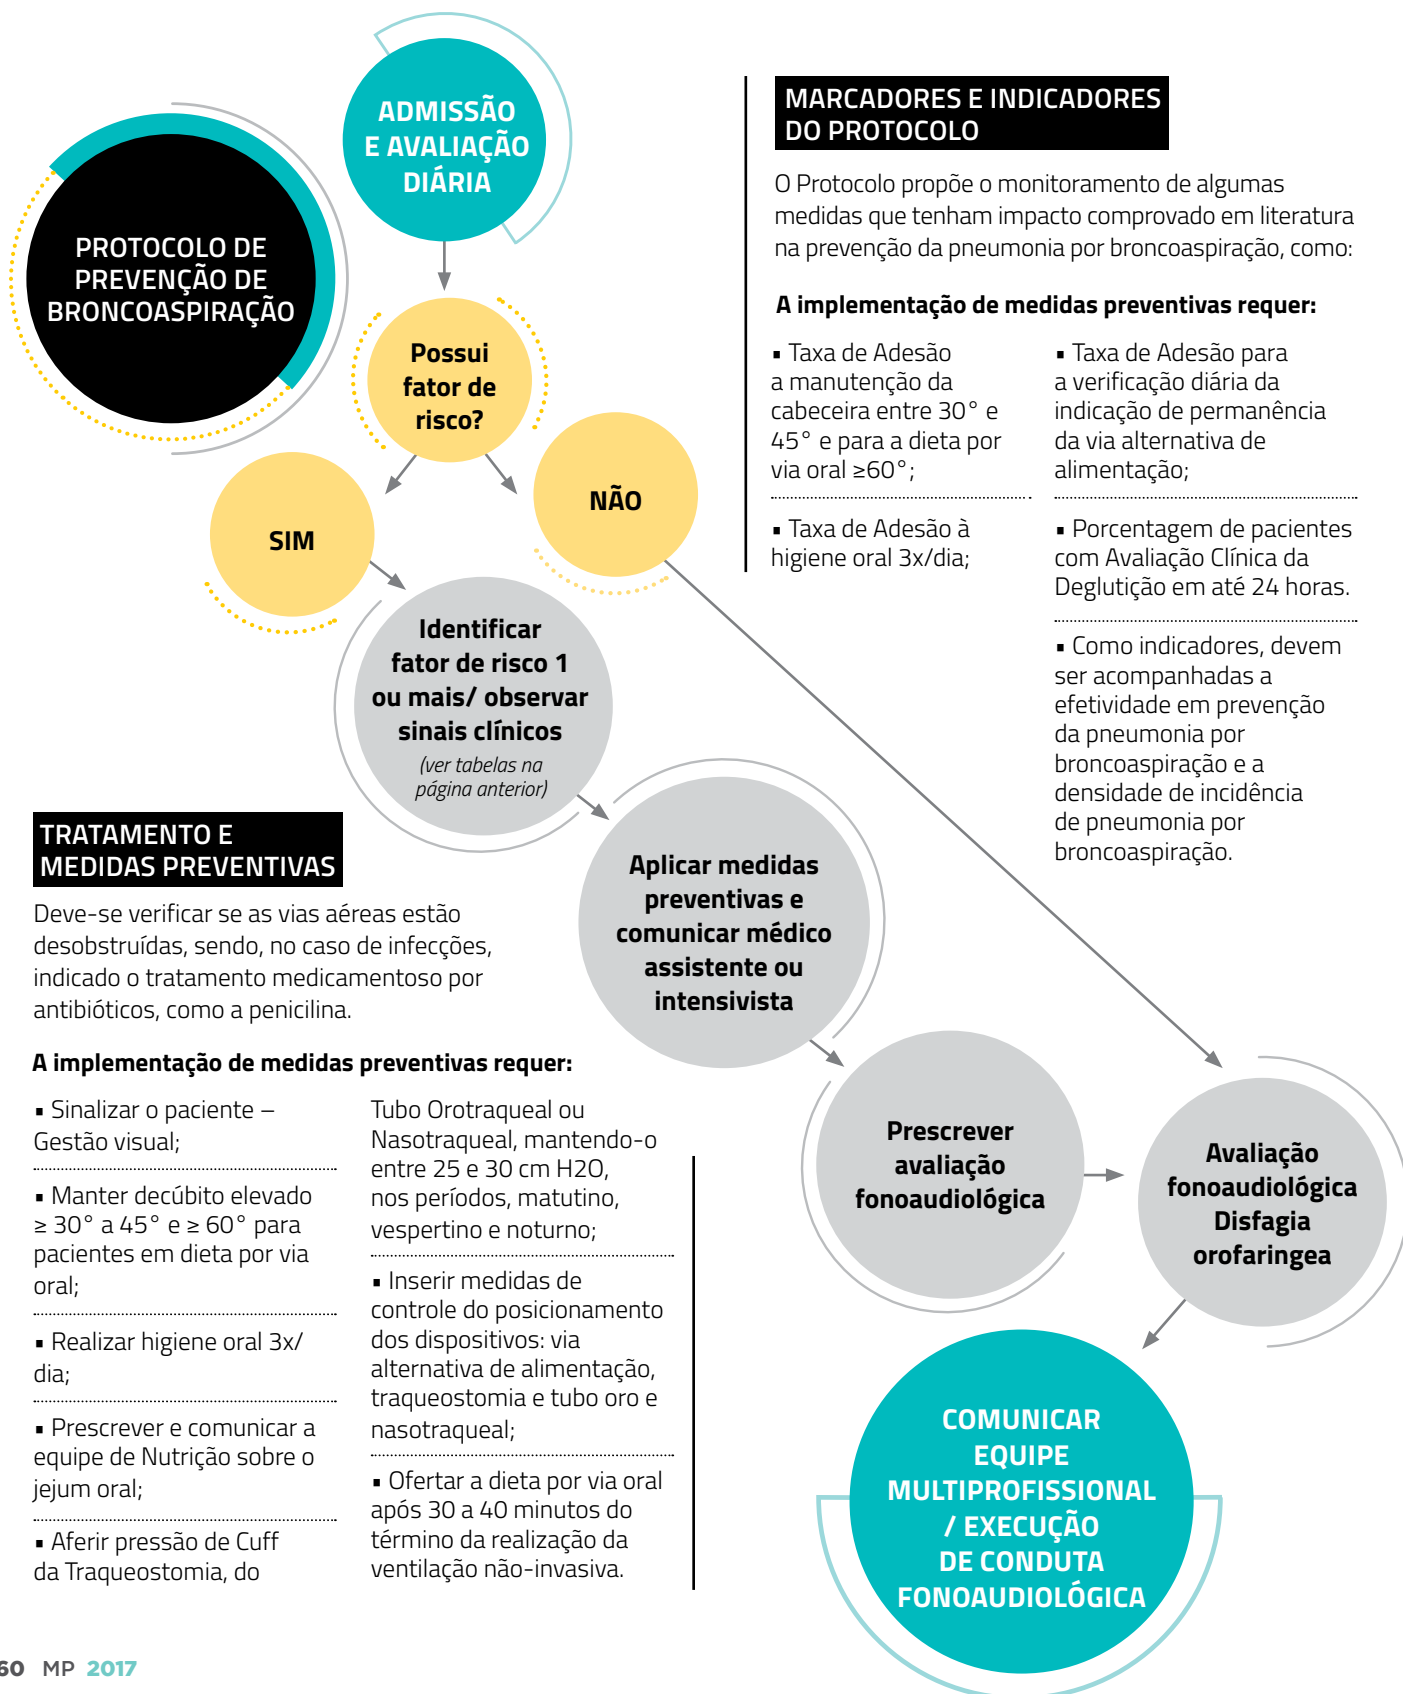 PROTOCOLO DE
PREVENÇÃO DE
BRONCOASPIRAÇÃO
ADMISSÃO
E AVALIAÇÃO
DIÁRIA
Possui
fator de
risco?
SIM
NÃO
Identificar
fator de risco 1
ou mais/ observar
sinais clínicos
(ver tabelas na
página anterior)
Aplicar medidas
preventivas e
comunicar médico
assistente ou
intensivista
Prescrever
avaliação
fonoaudiológica
Avaliação
fonoaudiológica
Disfagia
orofaringea
COMUNICAR
EQUIPE
MULTIPROFISSIONAL
/ EXECUÇÃO
DE CONDUTA
FONOAUDIOLÓGICA
MARCADORES E INDICADORES
DO PROTOCOLO
O Protocolo propõe o monitoramento de algumas
medidas que tenham impacto comprovado em literatura
na prevenção da pneumonia por broncoaspiração, como:
A implementação de medidas preventivas requer:
▪ Taxa de Adesão
a manutenção da
cabeceira entre 30° e
45° e para a dieta por
via oral ≥60°;
▪ Taxa de Adesão à
higiene oral 3x/dia;
▪ Taxa de Adesão para
a verificação diária da
indicação de permanência
da via alternativa de
alimentação;
▪ Porcentagem de pacientes
com Avaliação Clínica da
Deglutição em até 24 horas.
▪ Como indicadores, devem
ser acompanhadas a
efetividade em prevenção
da pneumonia por
broncoaspiração e a
densidade de incidência
de pneumonia por
broncoaspiração.
TRATAMENTO E
MEDIDAS PREVENTIVAS
Deve-se verificar se as vias aéreas estão
desobstruídas, sendo, no caso de infecções,
indicado o tratamento medicamentoso por
antibióticos, como a penicilina.
A implementação de medidas preventivas requer:
▪ Sinalizar o paciente –
Gestão visual;
▪ Manter decúbito elevado
≥ 30° a 45° e ≥ 60° para
pacientes em dieta por via
oral;
▪ Realizar higiene oral 3x/
dia;
▪ Prescrever e comunicar a
equipe de Nutrição sobre o
jejum oral;
▪ Aferir pressão de Cuff
da Traqueostomia, do
Tubo Orotraqueal ou
Nasotraqueal, mantendo-o
entre 25 e 30 cm H2O,
nos períodos, matutino,
vespertino e noturno;
▪ Inserir medidas de
controle do posicionamento
dos dispositivos: via
alternativa de alimentação,
traqueostomia e tubo oro e
nasotraqueal;
▪ Ofertar a dieta por via oral
após 30 a 40 minutos do
término da realização da
ventilação não-invasiva.
60 MP 2017